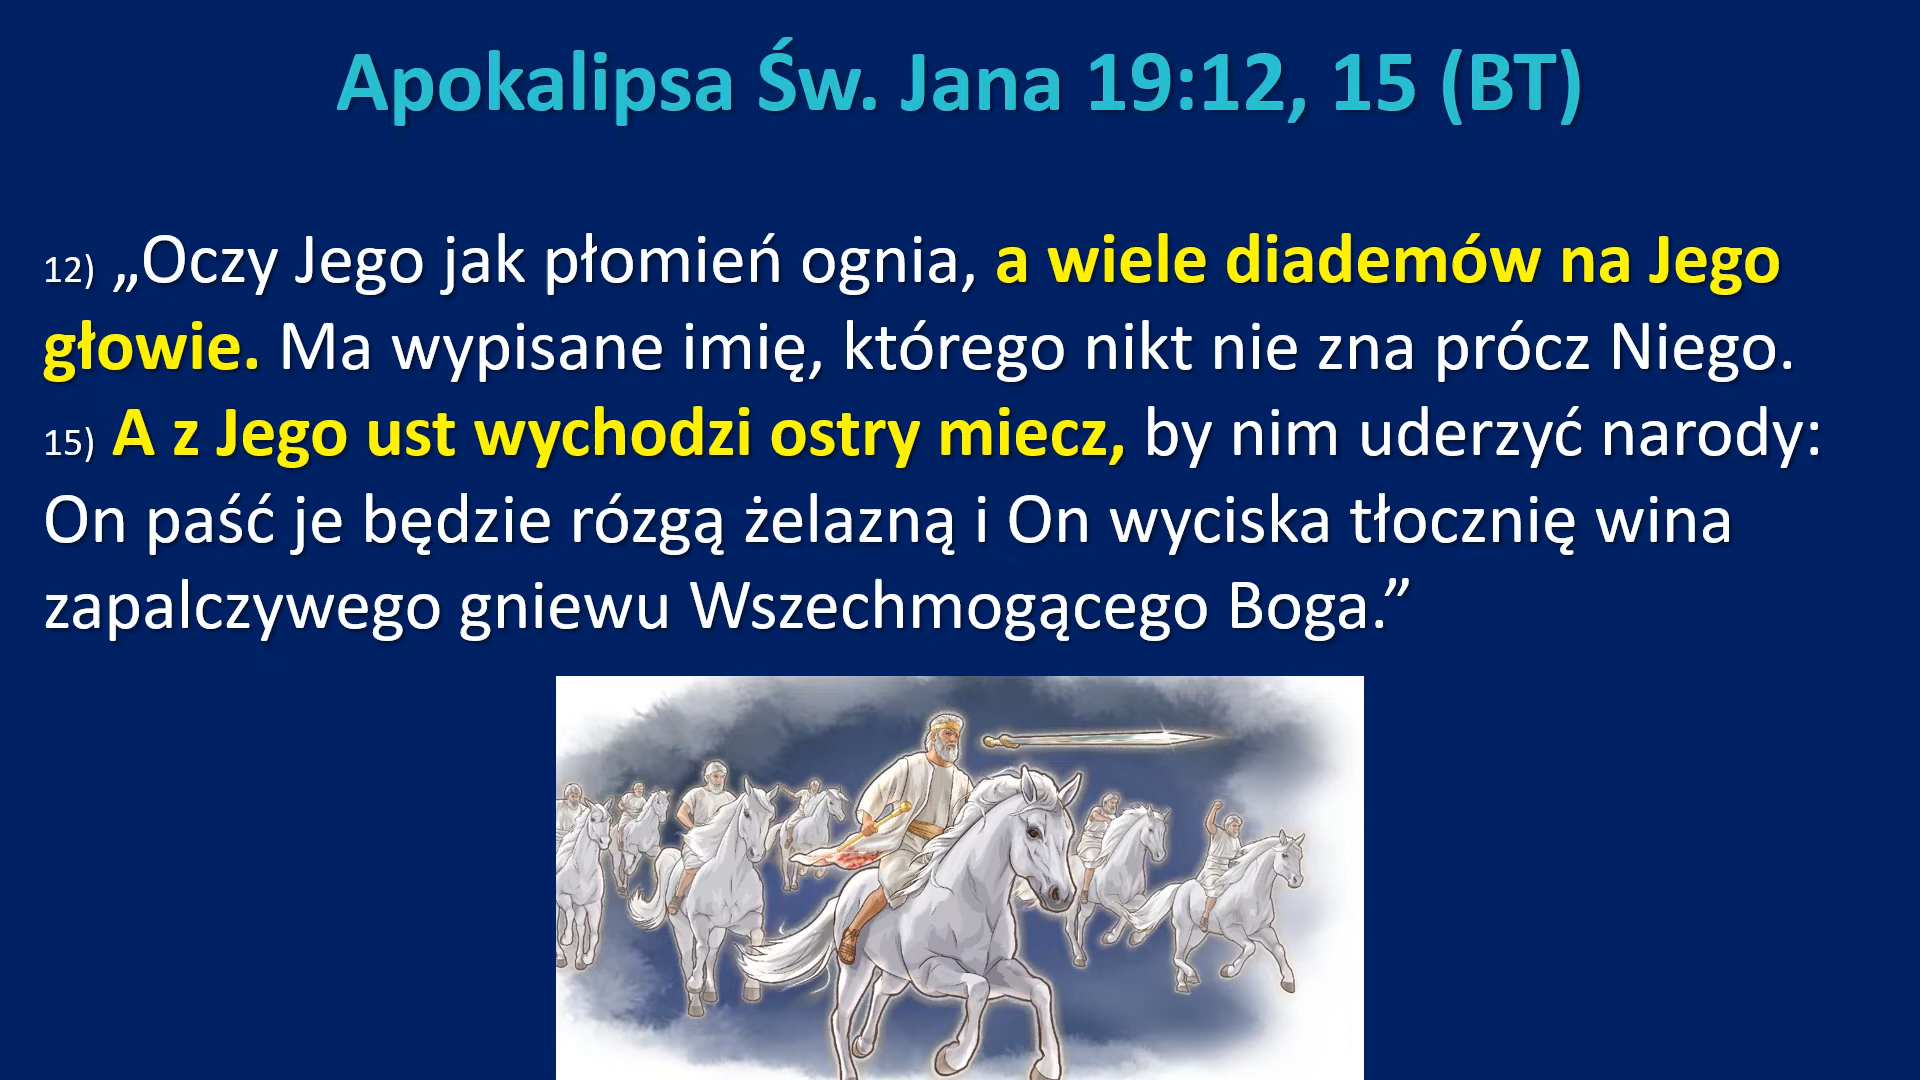 Apokalipsa Św. Jana 19:12, 15 (BT)
12) „Oczy Jego jak płomień ognia, a wiele diademów na Jego
głowie. Ma wypisane imię, którego nikt nie zna prócz Niego.
15) A z Jego ust wychodzi ostry miecz, by nim uderzyć narody:
On paść je będzie rózgą żelazną i On wyciska tłocznię wina
zapalczywego gniewu Wszechmogącego Boga.”